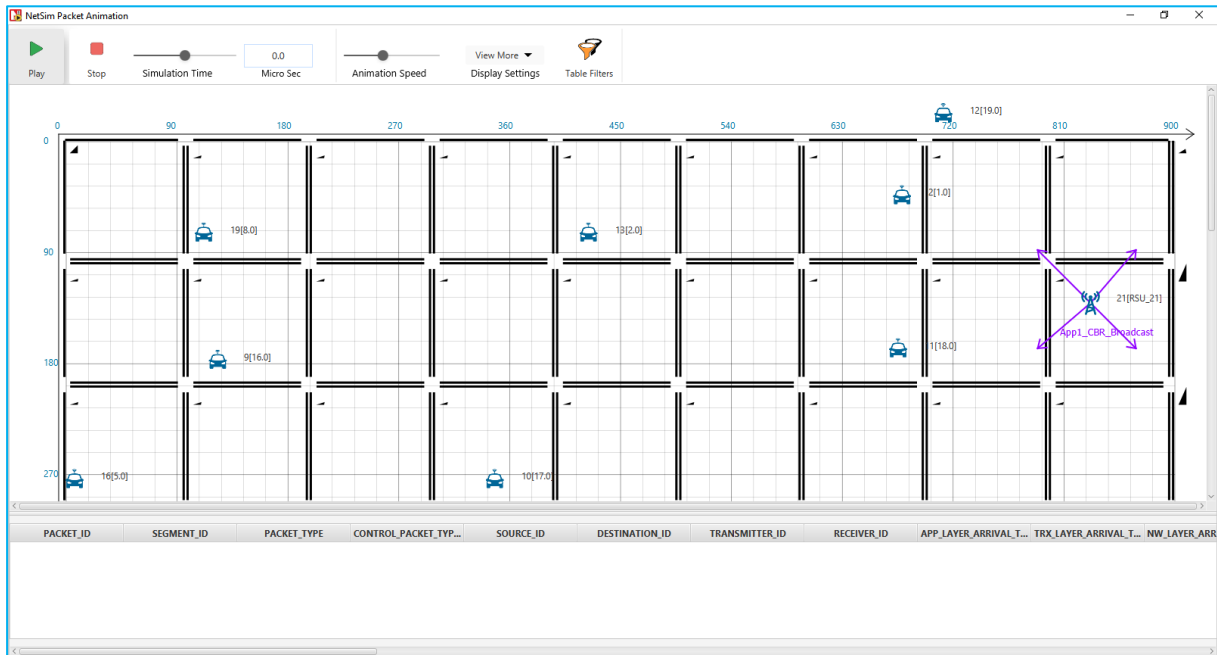 NetSim Packet Animation
0.0
View More
Play
Stop
Simulation Time
Micro Sec
Animation Speed
Display Settings
Table Filters
12[19.0]
0 90 180 270 360 450 540 630 720 810 900
0
2[1.0]
19[8.0]
13[2.0]
90
21[RSU_21]
App1_CBR_Broadcast
1[18.0]
9[16.0]
180
270
16[5.0]
10[17.0]
PACKET_ID SEGMENT_ID PACKET_TYPE CONTROL_PACKET_TYP... SOURCE_ID DESTINATION_ID TRANSMITTER_ID RECEIVER_ID APP_LAYER_ARRIVAL_T... TRX_LAYER_ARRIVAL_T... NW_LAYER_ARR